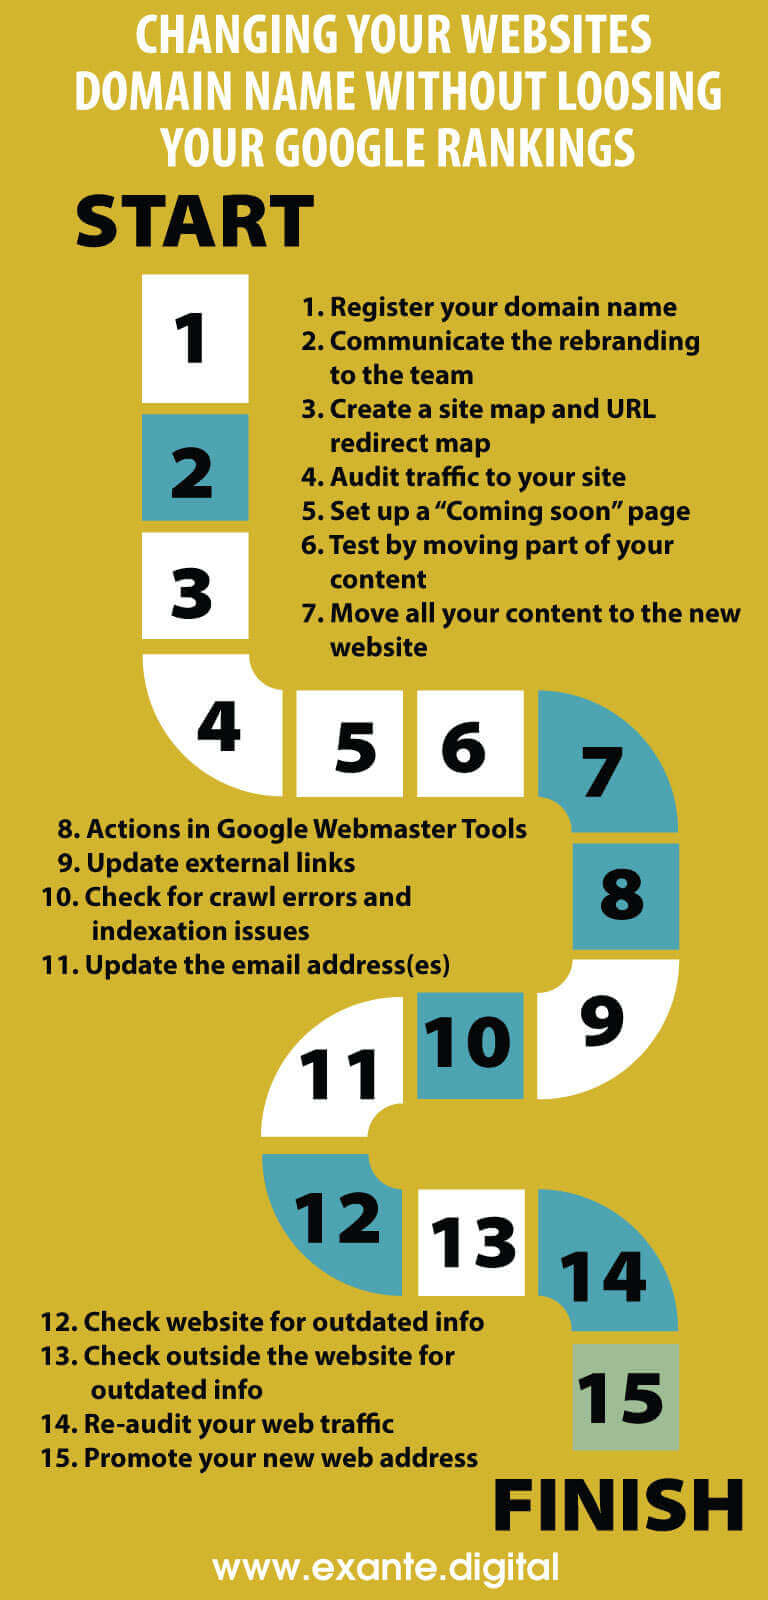 CHANGING YOUR WEBSITES
DOMAIN NAME WITHOUT LOOSING
YOUR GOOGLE RANKINGS
START
1
2
3
1. Register your domain name
2. Communicate the rebranding
to the team
3. Create a site map and URL
redirect map
4. Audit traffic to your site
5. Set up a “Coming soon” page
6. Test by moving part of your
content
7. Move all your content to the new
website
4
5
6
7
8
8. Actions in Google Webmaster Tools
9. Update external links
10. Check for crawl errors and
indexation issues
11. Update the email address(es)
9
10
11
12
13
14
12. Check website for outdated info
13. Check outside the website for
outdated info
14. Re-audit your web traffic
15. Promote your new web address
15
FINISH
www.exante.digital